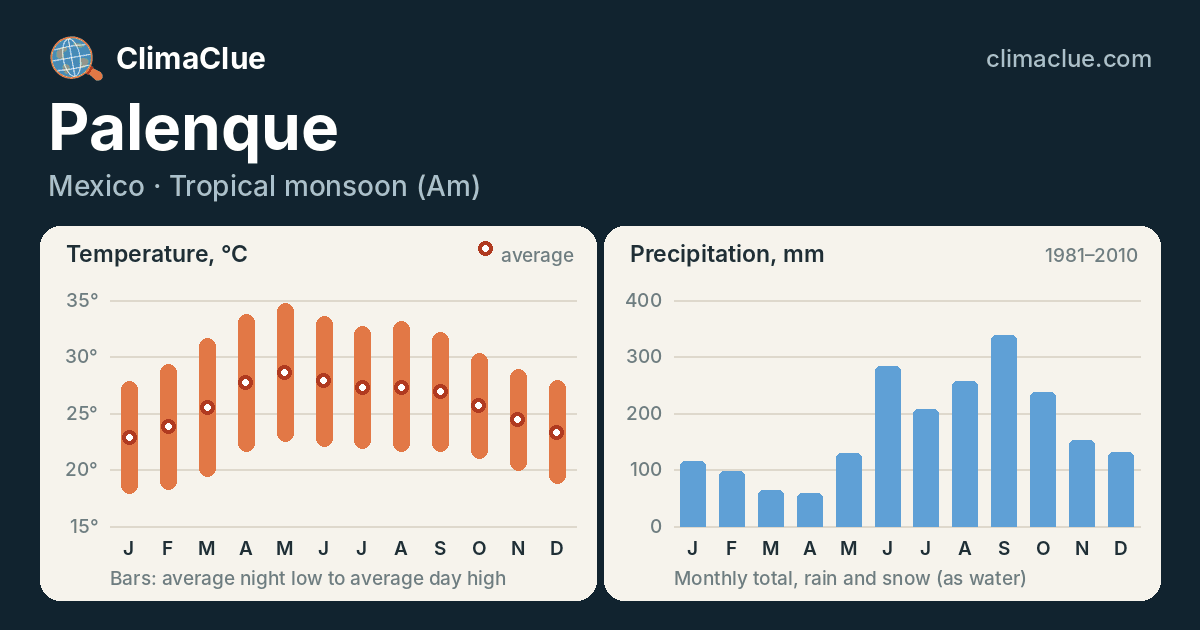 ClimaClue
climaclue.com
Palenque
Mexico · Tropical monsoon (Am)
Temperature, °C
average
35°
30°
25°
20°
15°
J F M A M J J A S O N D
Bars: average night low to average day high
Precipitation, mm
1981–2010
400
300
200
100
0
J F M A M J J A S O N D
Monthly total, rain and snow (as water)